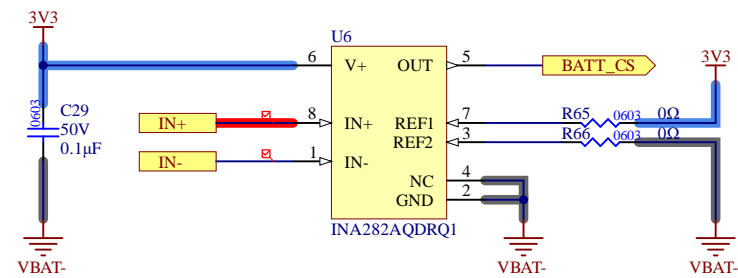 3V3
U6
6
V+
OUT
5
BATT_CS
3V3
0603
C29
50V
0.1µF
IN+
8
IN+
REF1
7
R65
0603
0Ω
REF2
3
R66
0603
0Ω
IN-
1
IN-
NC
4
GND
2
INA282AQDRQ1
VBAT-
VBAT-
VBAT-